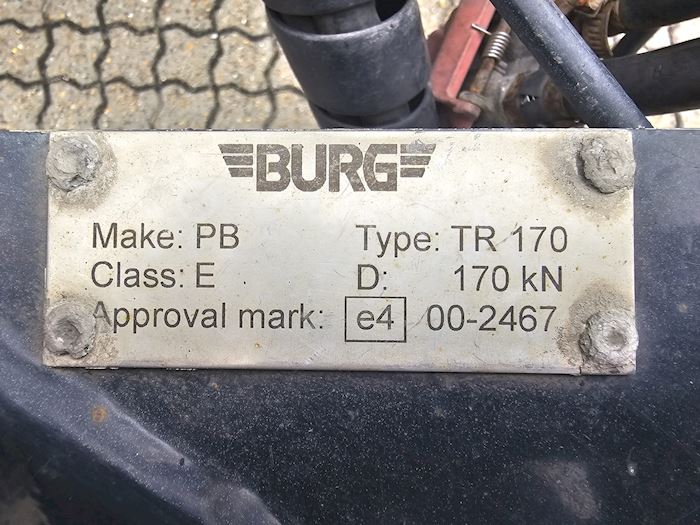 BURG
Make: PB Type: TR 170
Class: E D: 170 kN
Approval mark: e4 00-2467